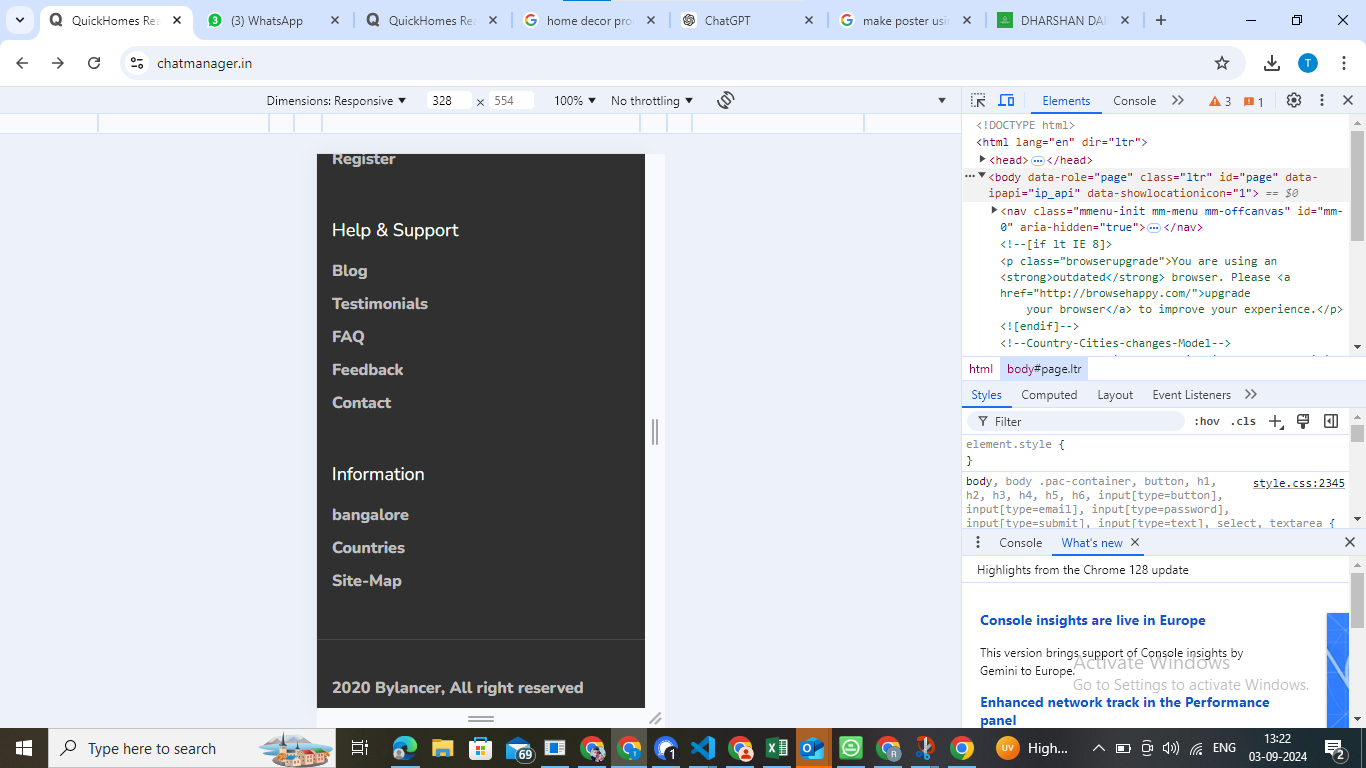 QuickHomes Rea
(3) WhatsApp
QuickHomes Rea
home decor pro
ChatGPT
make poster usi
DHARSHAN DAI
chatmanager.in
T
Dimensions: Responsive
328 × 554
100%
No throttling
Elements
Console
3
1
Register
Help & Support
Blog
Testimonials
FAQ
Feedback
Contact
Information
bangalore
Countries
Site-Map
2020 Bylancer, All right reserved
<!DOCTYPE html>
<html lang="en" dir="ltr">
<head> … </head>
<body data-role="page" class="ltr" id="page" data-
ipapi="ip_api" data-showlocationicon="1"> == $0
<nav class="mmenu-init mm-menu mm-offcanvas" id="mm-
0" aria-hidden="true"> … </nav>
<!--[if lt IE 8]>
<p class="browserupgrade">You are using an
<strong>outdated</strong> browser. Please <a
href="http://browsehappy.com/">upgrade
your browser</a> to improve your experience.</p>
<![endif]-->
<!--Country-Cities-changes-Model-->
html
body#page.ltr
Styles
Computed
Layout
Event Listeners
Filter
:hov
.cls
element.style {
}
body, body .pac-container, button, h1,
style.css:2345
h2, h3, h4, h5, h6, input[type=button],
input[type=email], input[type=password],
input[type=submit], input[type=text], select, textarea {
Console
What's new
Highlights from the Chrome 128 update
Console insights are live in Europe
This version brings support of Console insights by
Gemini to Europe.
Activate Windows
Go to Settings to activate Windows.
Enhanced network track in the Performance
panel
Type here to search
69
1
R
UV
High...
ENG
13:22
03-09-2024
2